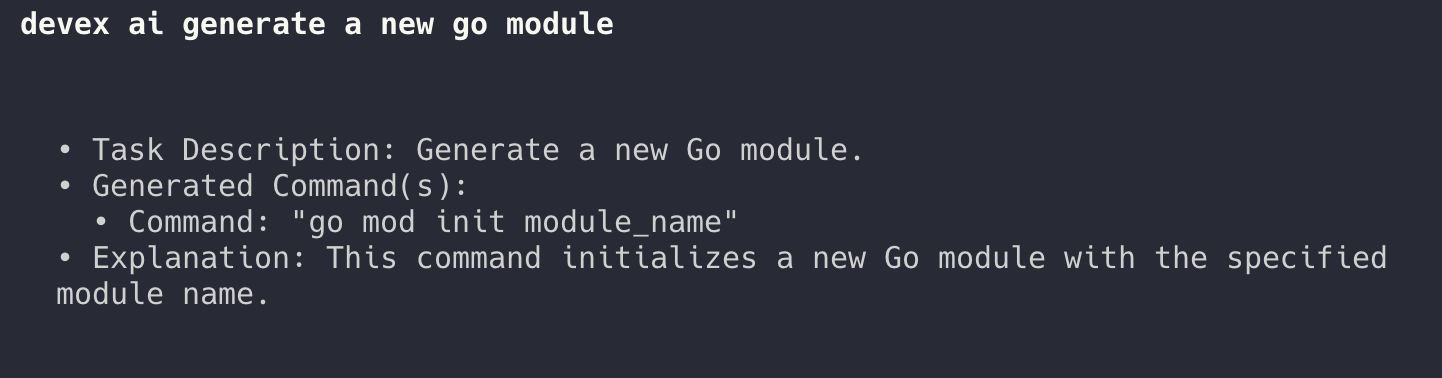 devex ai generate a new go module
• Task Description: Generate a new Go module.
• Generated Command(s):
• Command: "go mod init module_name"
• Explanation: This command initializes a new Go module with the specified
module name.